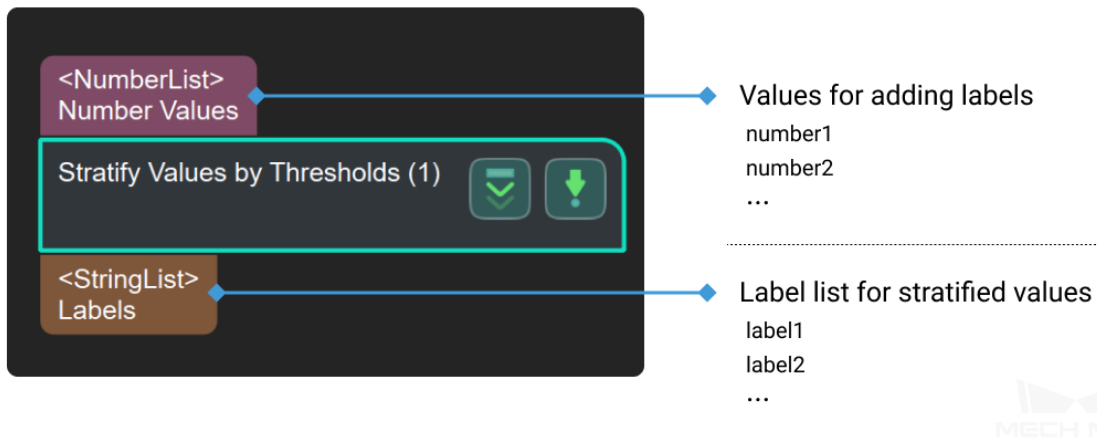 <NumberList>
Number Values
Stratify Values by Thresholds (1)
<StringList>
Labels
Values for adding labels
number1
number2
...
Label list for stratified values
label1
label2
...
MECH M